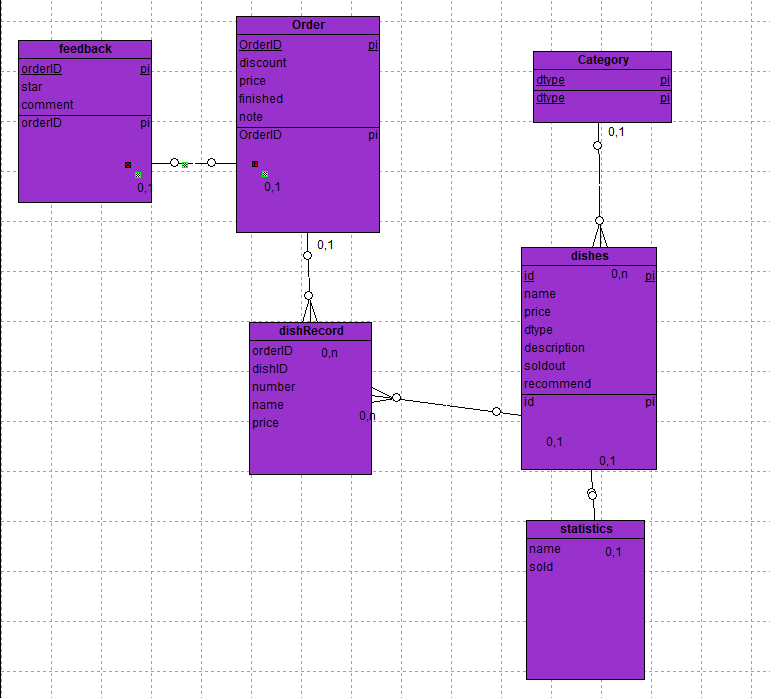 feedback
orderID pi
star
comment
orderID pi
0,1
Order
OrderID pi
discount
price
finished
note
OrderID pi
0,1
0,1
Category
dtype pi
dtype pi
0,1
dishRecord
orderID 0,n
dishID
number
name
price
0,n
dishes
id 0,n pi
name
price
dtype
description
soldout
recommend
id pi
0,1
0,1
statistics
name 0,1
sold